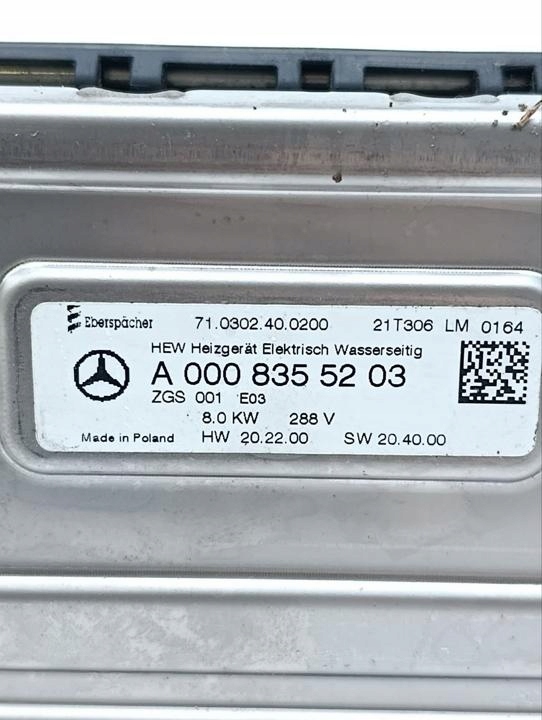 Eberspächer 71.0302.40.0200 21T306 LM 0164
HEW Heizgerät Elektrisch Wasserseitig
A 000 835 52 03
ZGS 001 E03
8.0 KW 288 V
Made in Poland HW 20.22.00 SW 20.40.00